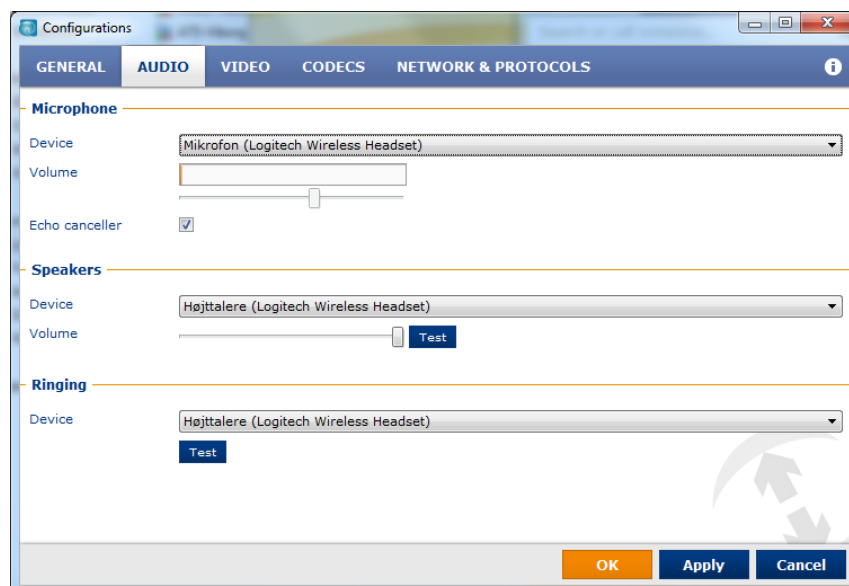 Configurations
GENERAL AUDIO VIDEO CODECS NETWORK & PROTOCOLS
Microphone
Device Mikrofon (Logitech Wireless Headset)
Volume
Echo canceller
Speakers
Device Højttalere (Logitech Wireless Headset)
Volume Test
Ringing
Device Højttalere (Logitech Wireless Headset)
Test
OK Apply Cancel